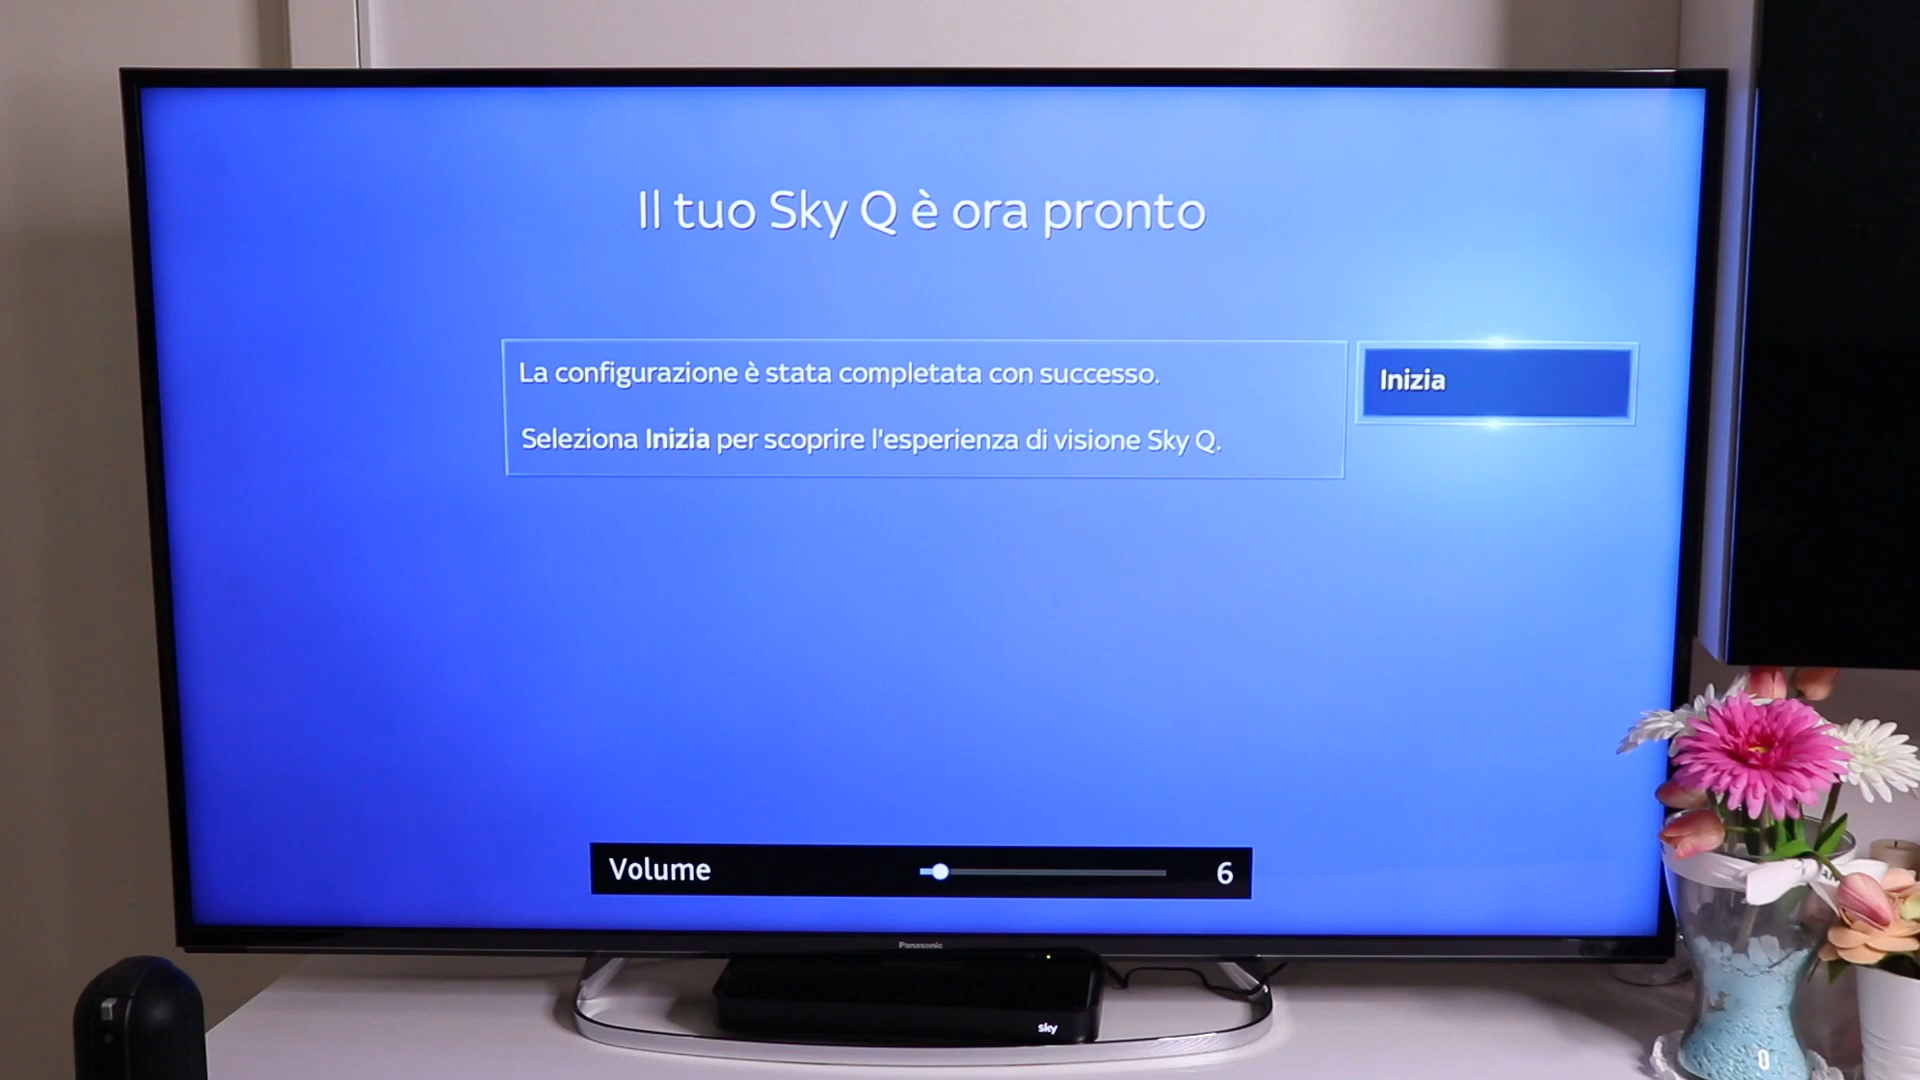 Il tuo Sky Q è ora pronto
La configurazione è stata completata con successo.
Seleziona Inizia per scoprire l'esperienza di visione Sky Q.
Inizia
Volume 6
Panasonic
sky